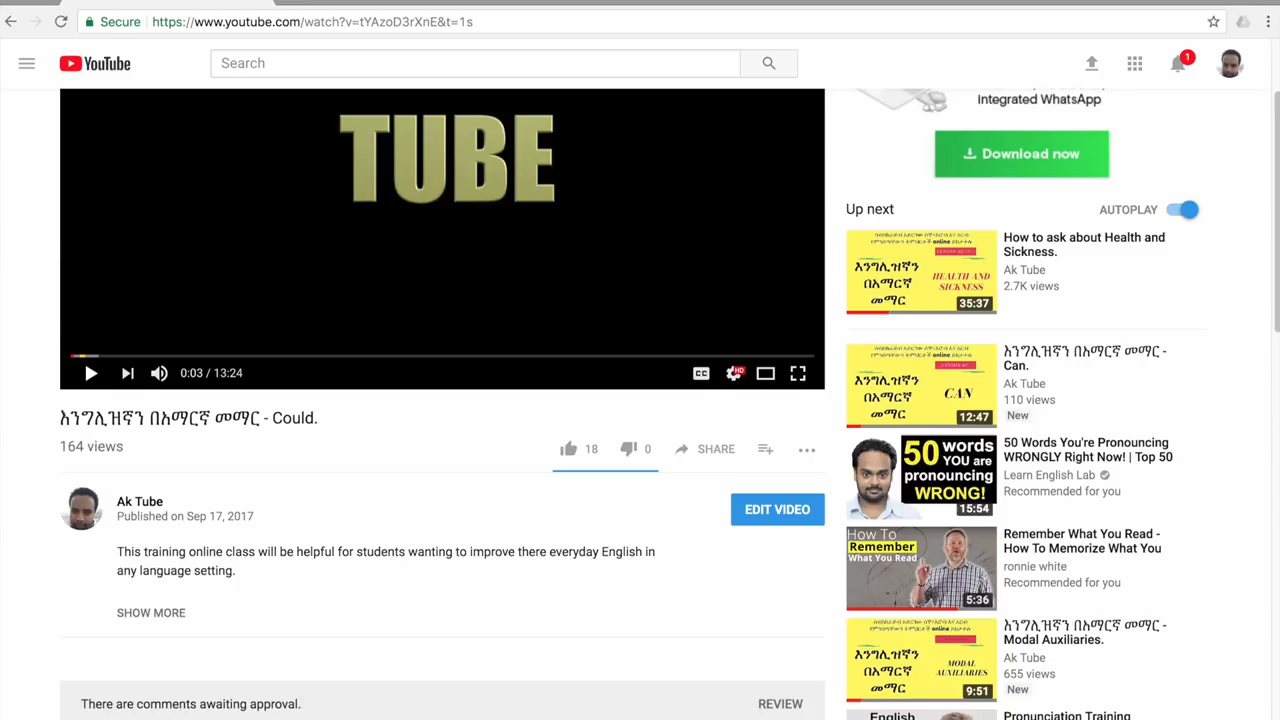 Secure https://www.youtube.com/watch?v=tYAzoD3rXnE&t=1s
YouTube
Search
1
integrated WhatsApp
Download now
TUBE
0:03 / 13:24
CC
HD
እንግሊዝኛን በአማርኛ መማር - Could.
164 views
18
0
SHARE
Ak Tube
Published on Sep 17, 2017
EDIT VIDEO
This training online class will be helpful for students wanting to improve there everyday English in
any language setting.
SHOW MORE
There are comments awaiting approval.
REVIEW
Up next
AUTOPLAY
እንግሊዝኛን
በአማርኛ
መማር
HEALTH AND
SICKNESS
35:37
How to ask about Health and
Sickness.
Ak Tube
2.7K views
እንግሊዝኛን
በአማርኛ
መማር
CAN
12:47
እንግሊዝኛን በአማርኛ መማር -
Can.
Ak Tube
110 views
New
50 words
YOU are
pronouncing
WRONG!
15:54
50 Words You're Pronouncing
WRONGLY Right Now! | Top 50
Learn English Lab
Recommended for you
How To
Remember
What You Read
5:36
Remember What You Read -
How To Memorize What You
ronnie white
Recommended for you
እንግሊዝኛን
በአማርኛ
መማር
MODAL
AUXILIARIES
9:51
እንግሊዝኛን በአማርኛ መማር -
Modal Auxiliaries.
Ak Tube
655 views
New
English
Pronunciation Training